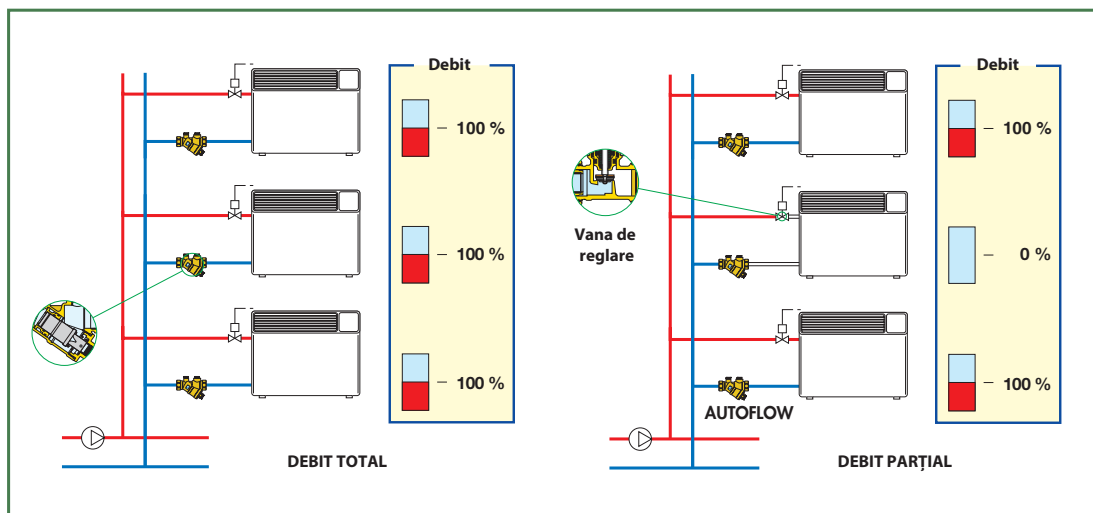 Debit
100 %
100 %
100 %
DEBIT TOTAL
Debit
100 %
Vana de
reglare
0 %
100 %
AUTOFLOW
DEBIT PARȚIAL